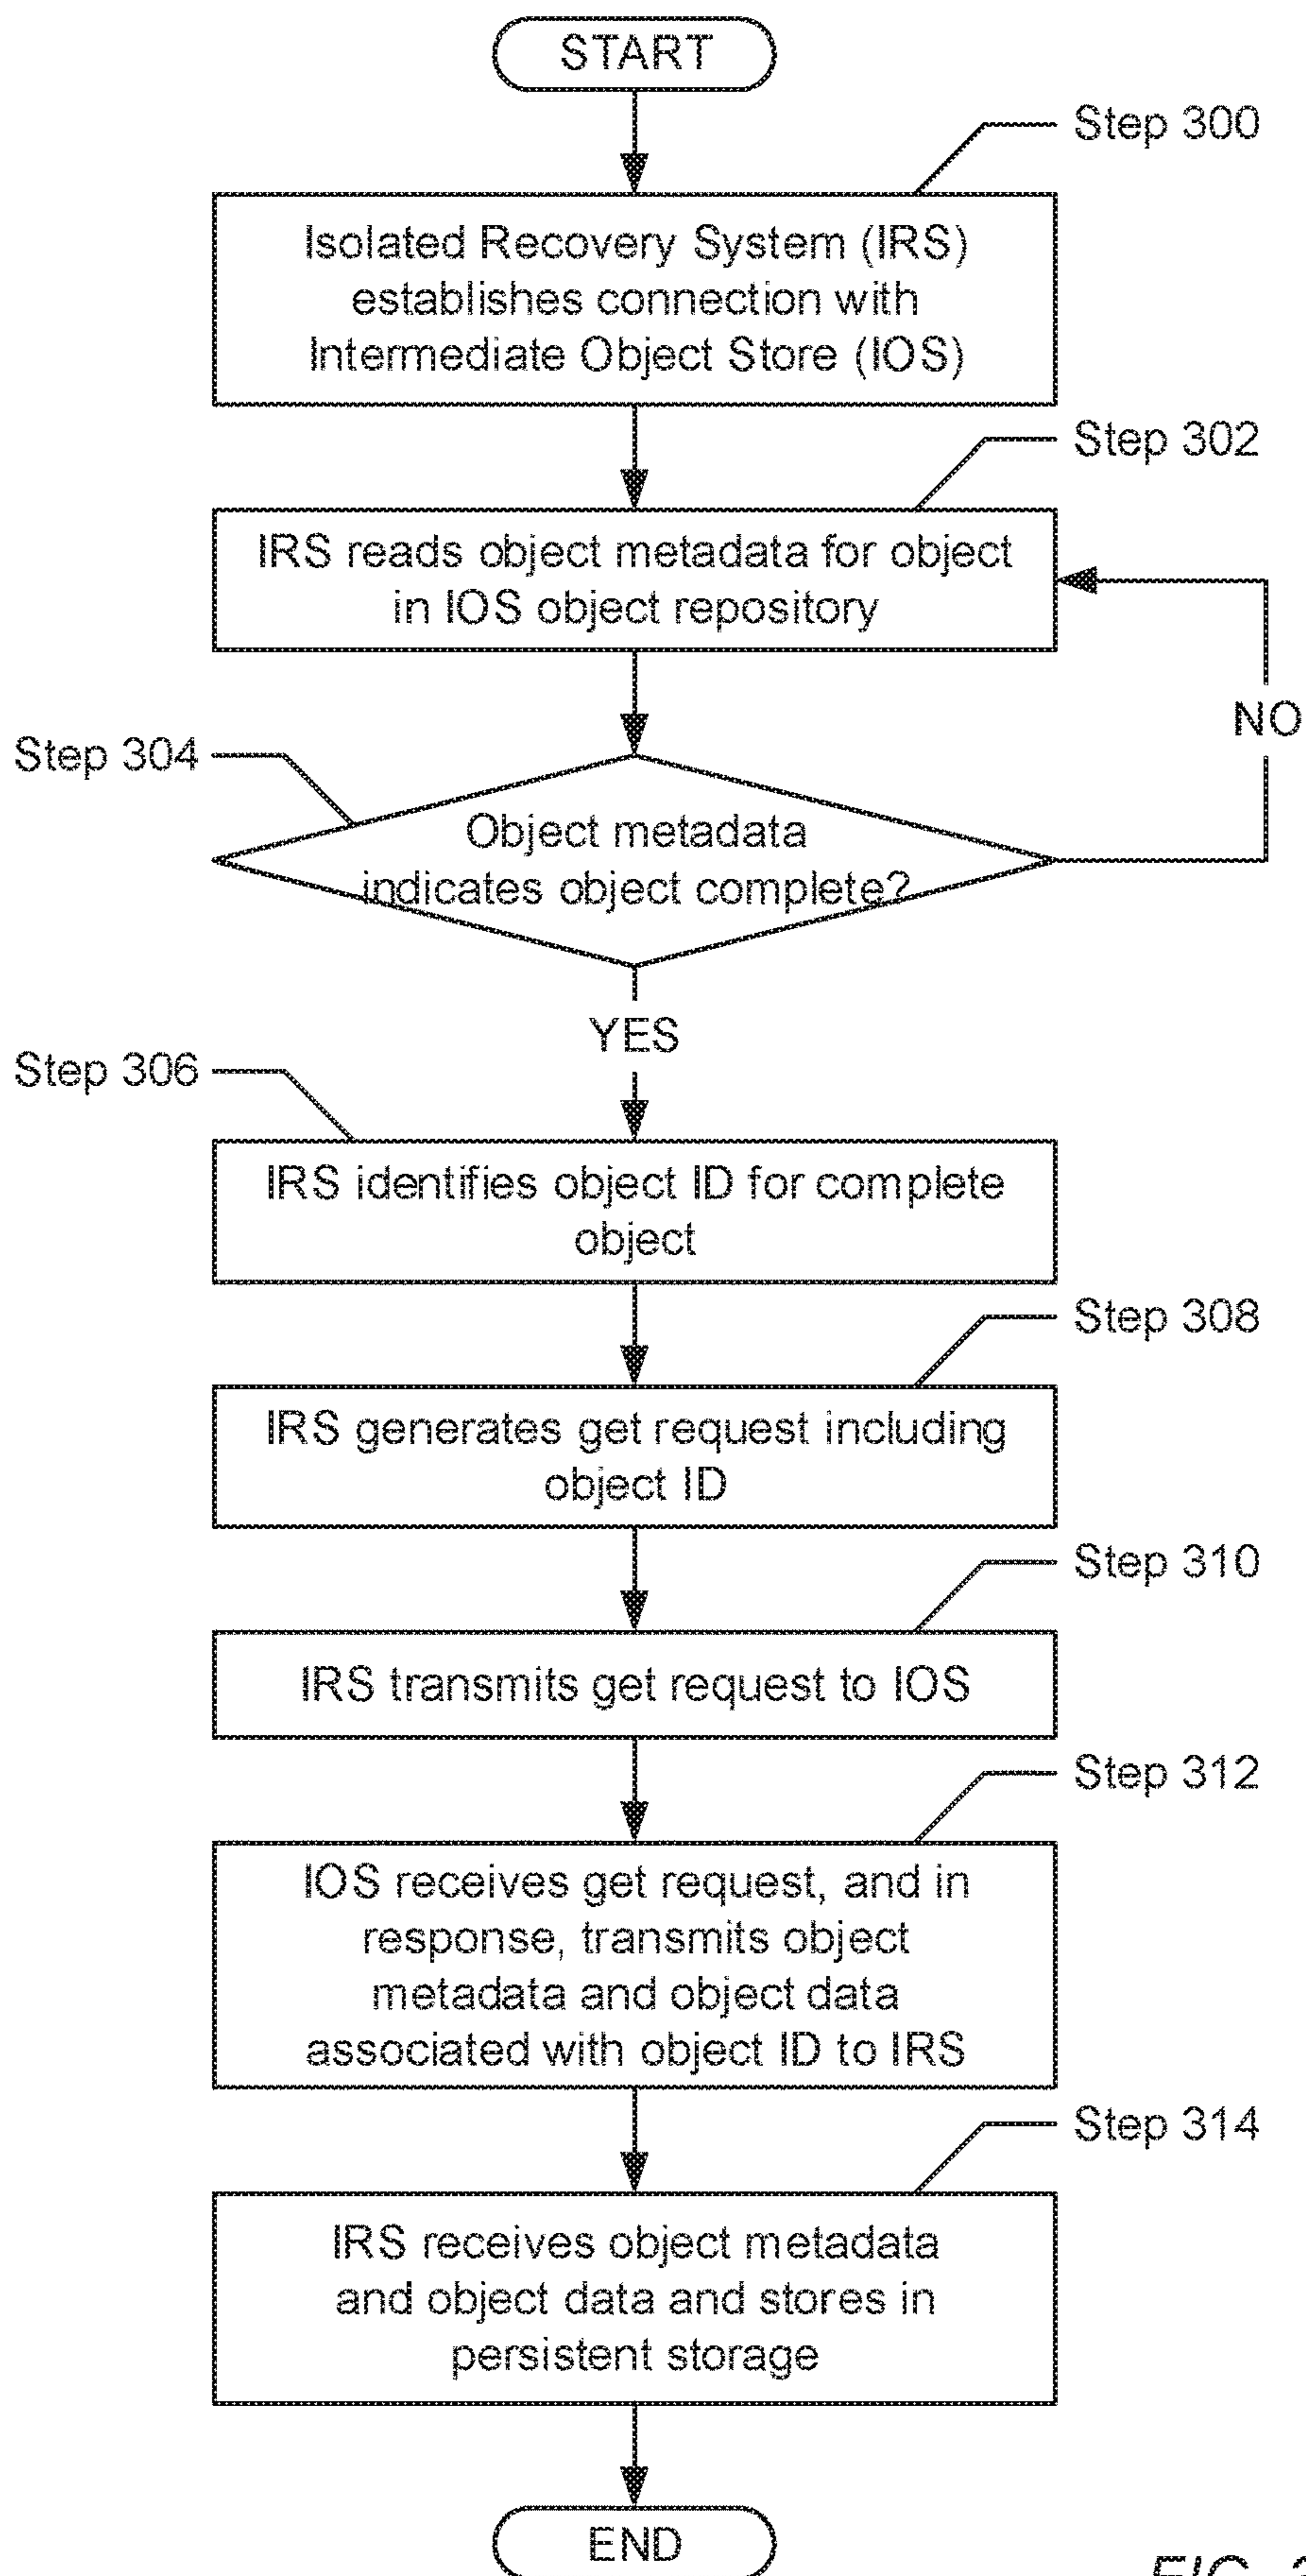 START
Step 300
Isolated Recovery System (IRS)
establishes connection with
Intermediate Object Store (IOS)
Step 302
IRS reads object metadata for object
in IOS object repository
NO
Step 304
Object metadata
indicates object complete?
YES
Step 306
IRS identifies object ID for complete
object
Step 308
IRS generates get request including
object ID
Step 310
IRS transmits get request to IOS
Step 312
IOS receives get request, and in
response, transmits object
metadata and object data
associated with object ID to IRS
Step 314
IRS receives object metadata
and object data and stores in
persistent storage
END
FIG.